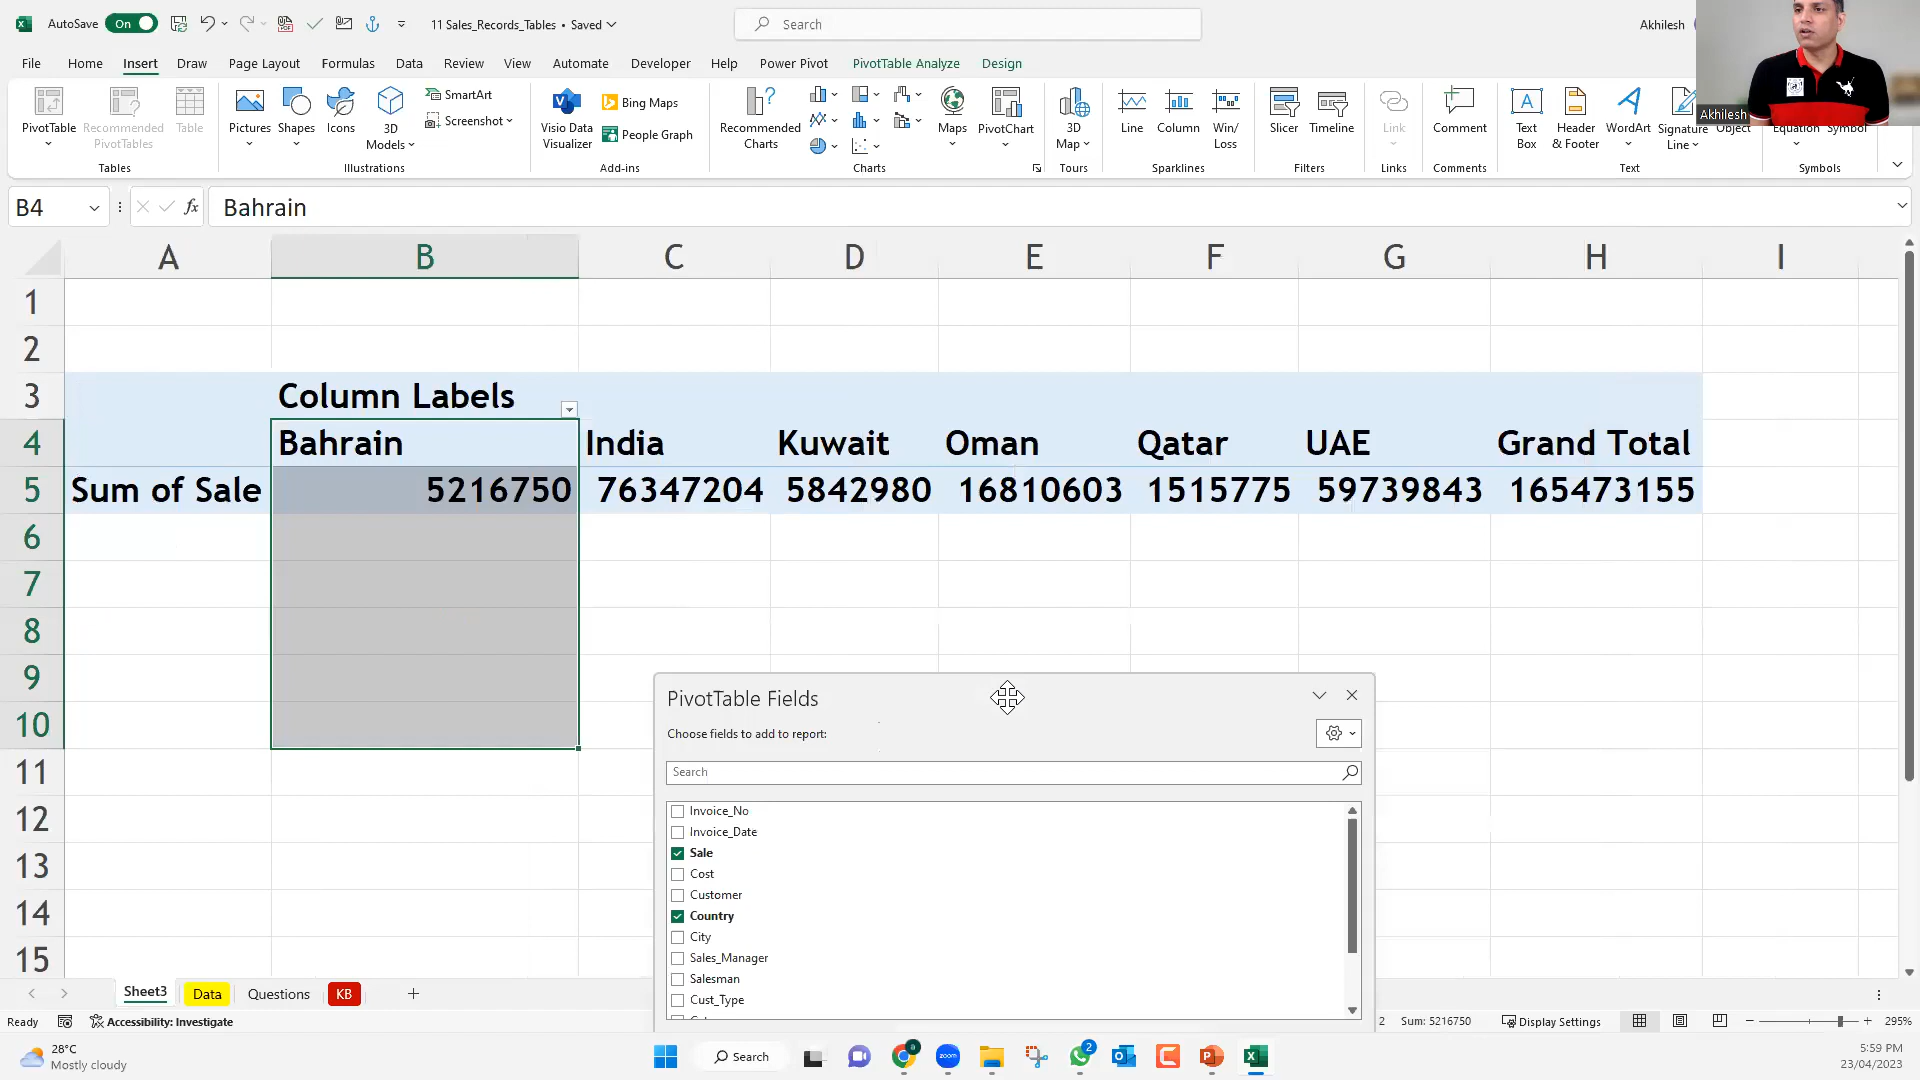 AutoSave On 11 Sales_Records_Tables • Saved Search Akhilesh
File Home Insert Draw Page Layout Formulas Data Review View Automate Developer Help Power Pivot PivotTable Analyze Design
PivotTable Recommended PivotTables Table
Tables
Pictures Shapes Icons 3D Models SmartArt Screenshot
Illustrations
Visio Data Visualizer Bing Maps People Graph
Add-ins
Recommended Charts Maps PivotChart
Charts
3D Map
Tours
Line Column Win/Loss
Sparklines
Slicer Timeline
Filters
Link
Links
Comment
Comments
Text Box Header & Footer WordArt Signature Line Object
Text
Equation Symbol
Symbols
Akhilesh
B4 fx Bahrain
A B C D E F G H I
1
2
3 Column Labels
4 Bahrain India Kuwait Oman Qatar UAE Grand Total
5 Sum of Sale 5216750 76347204 5842980 16810603 1515775 59739843 165473155
6
7
8
9
10
11
12
13
14
15
PivotTable Fields
Choose fields to add to report:
Search
Invoice_No
Invoice_Date
Sale
Cost
Customer
Country
City
Sales_Manager
Salesman
Cust_Type
Sheet3 Data Questions KB
Ready Accessibility: Investigate 2 Sum: 5216750 Display Settings 295%
28°C
Mostly cloudy
Search
zoom
2
5:59 PM
23/04/2023